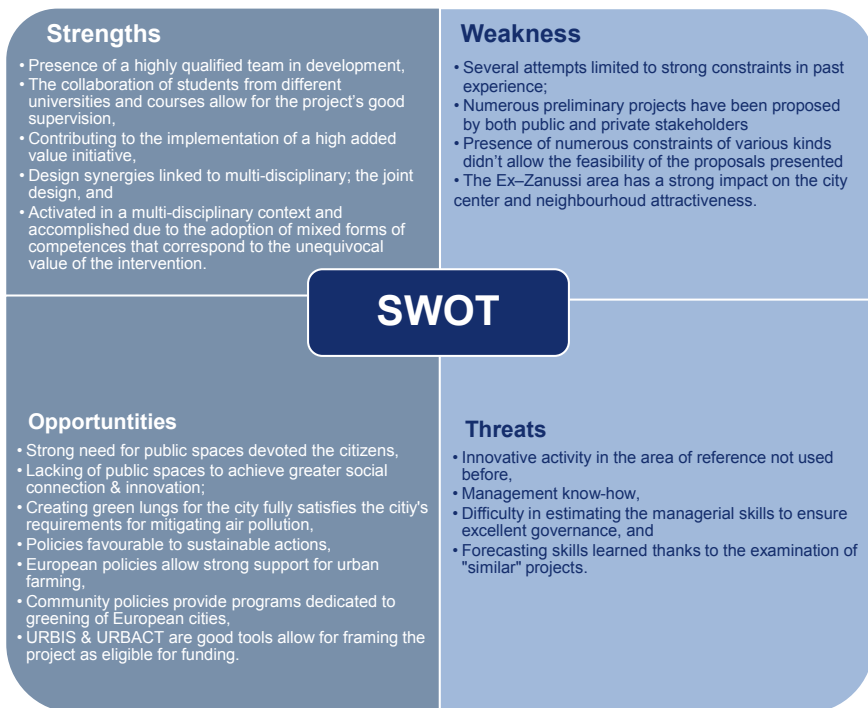 Strengths
• Presence of a highly qualified team in development,
• The collaboration of students from different
universities and courses allow for the project's good
supervision,
• Contributing to the implementation of a high added
value initiative,
• Design synergies linked to multi-disciplinary; the joint
design, and
• Activated in a multi-disciplinary context and
accomplished due to the adoption of mixed forms of
competences that correspond to the unequivocal
value of the intervention.
Weakness
• Several attempts limited to strong constraints in past
experience;
• Numerous preliminary projects have been proposed
by both public and private stakeholders
• Presence of numerous constraints of various kinds
didn't allow the feasibility of the proposals presented
• The Ex–Zanussi area has a strong impact on the city
center and neighbourhoud attractiveness.
SWOT
Opportuntities
• Strong need for public spaces devoted the citizens,
• Lacking of public spaces to achieve greater social
connection & innovation;
• Creating green lungs for the city fully satisfies the citiy's
requirements for mitigating air pollution,
• Policies favourable to sustainable actions,
• European policies allow strong support for urban
farming,
• Community policies provide programs dedicated to
greening of European cities,
• URBIS & URBACT are good tools allow for framing the
project as eligible for funding.
Threats
• Innovative activity in the area of reference not used
before,
• Management know-how,
• Difficulty in estimating the managerial skills to ensure
excellent governance, and
• Forecasting skills learned thanks to the examination of
"similar" projects.